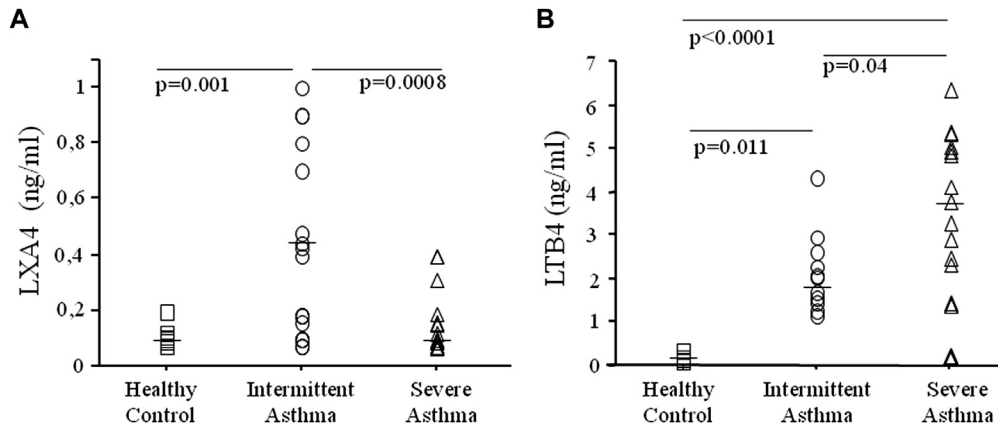 A
p=0.001
p=0.0008
1
0,8
0,6
0,4
0,2
0
LXA4 (ng/ml)
Healthy
Control
Intermittent
Asthma
Severe
Asthma
B
p<0.0001
p=0.04
p=0.011
7
6
5
4
3
2
1
0
LTB4 (ng/ml)
Healthy
Control
Intermittent
Asthma
Severe
Asthma